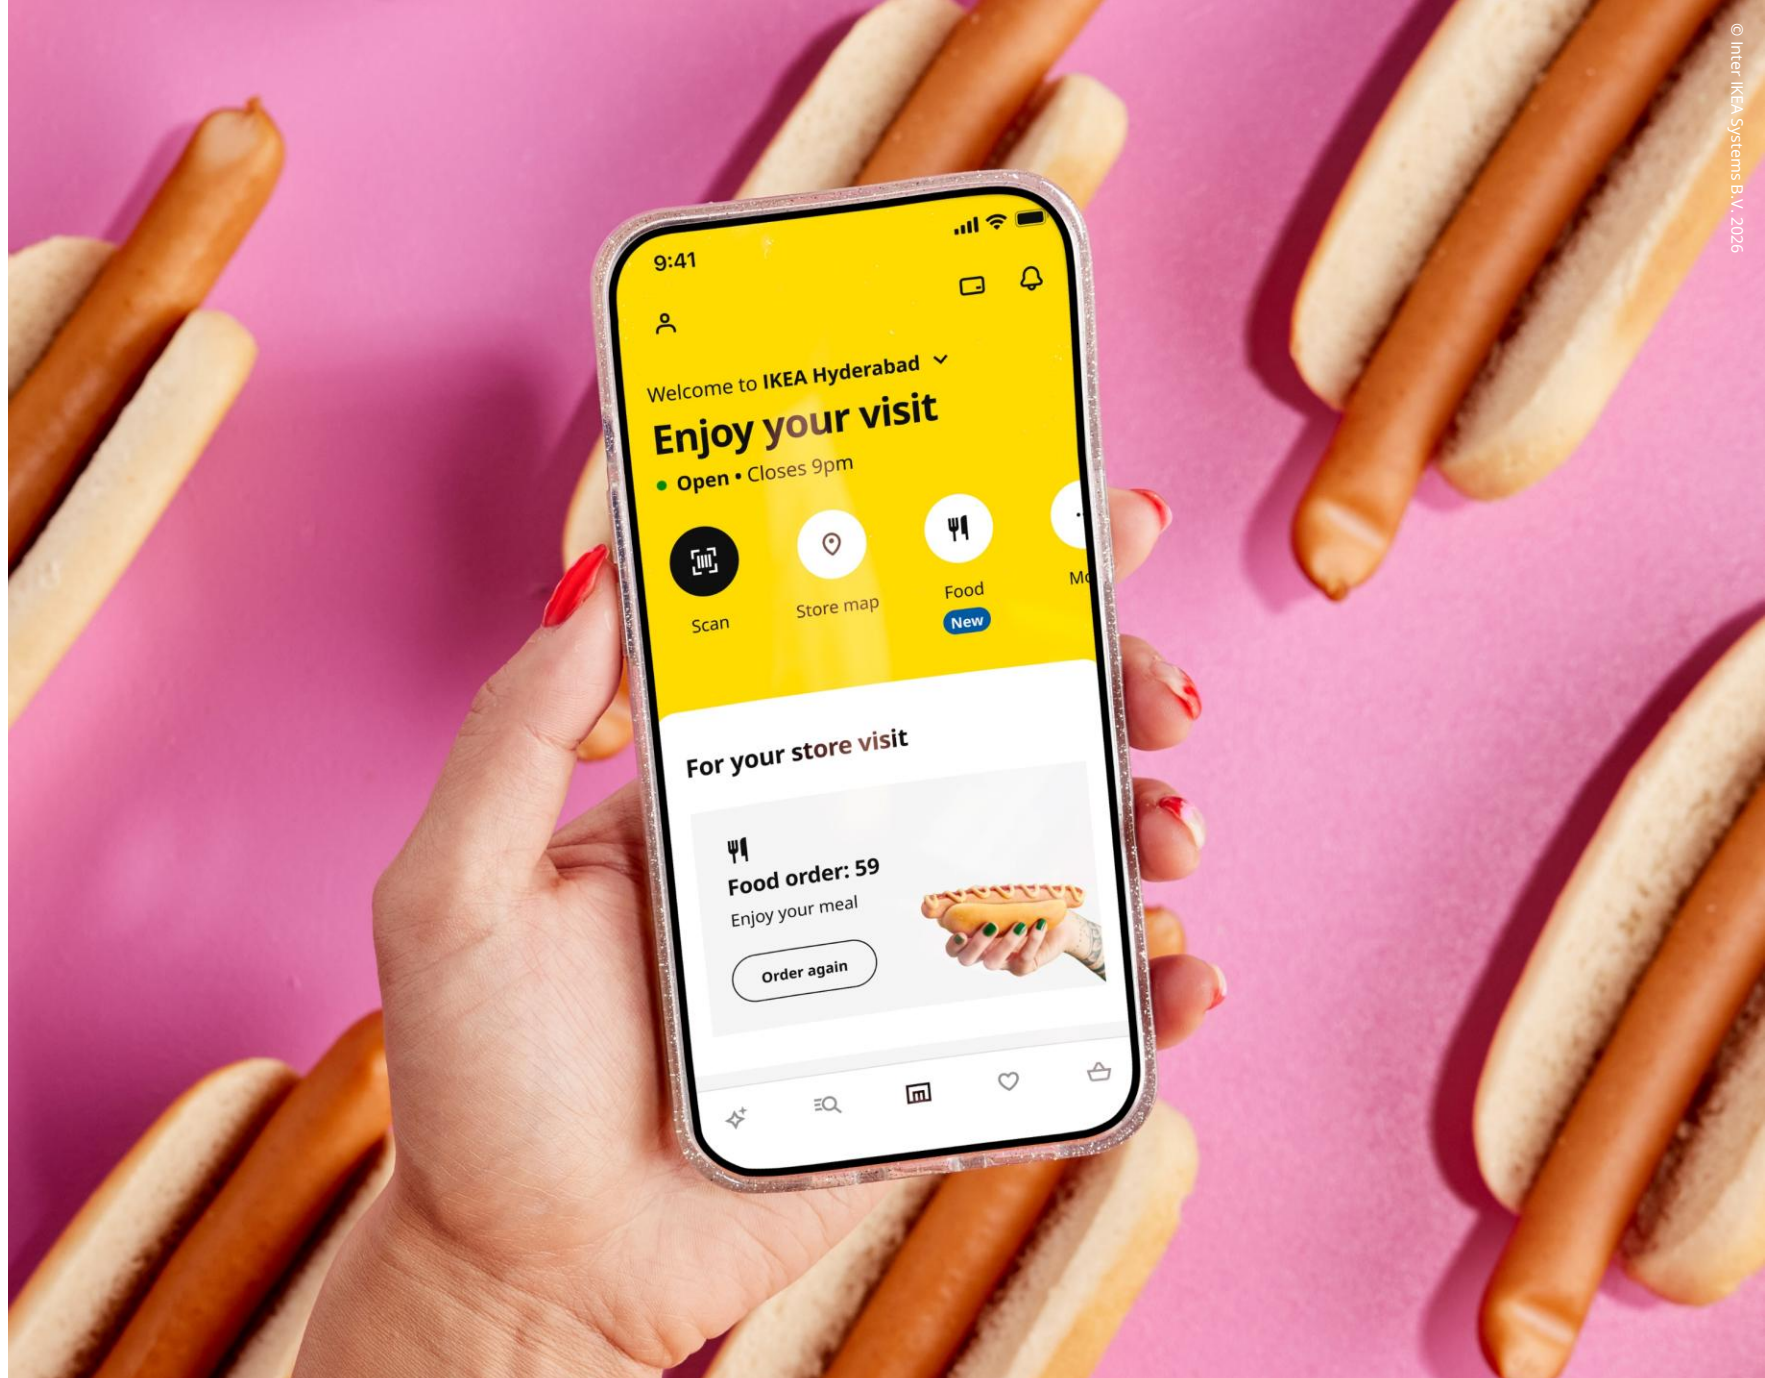 9:41
Welcome to IKEA Hyderabad
Enjoy your visit
Open • Closes 9pm
Scan
Store map
Food
New
For your store visit
Food order: 59
Enjoy your meal
Order again
© Inter IKEA Systems B.V. 2026